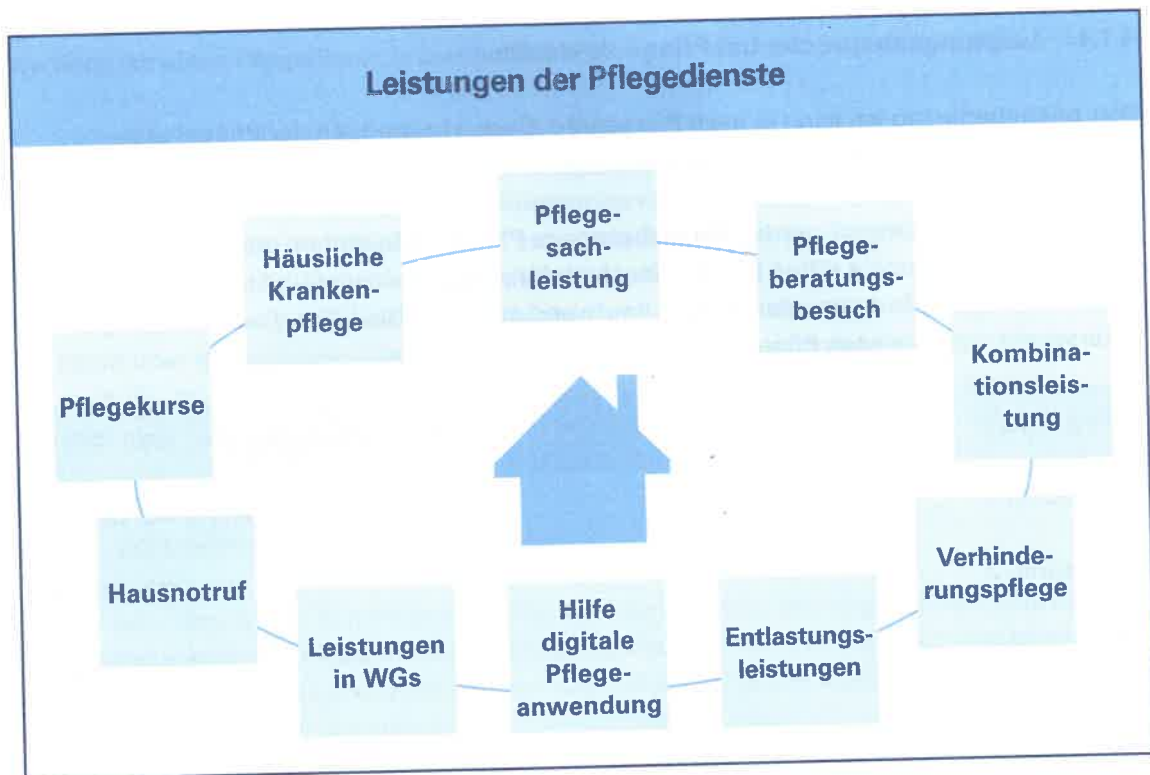 Leistungen der Pflegedienste
Pflege-
sach-
leistung
Pflege-
beratungs-
besuch
Kombina-
tionsleis-
tung
Verhinde-
rungspflege
Entlastungs-
leistungen
Hilfe
digitale
Pflege-
anwendung
Leistungen
in WGs
Hausnotruf
Pflegekurse
Häusliche
Kranken-
pflege